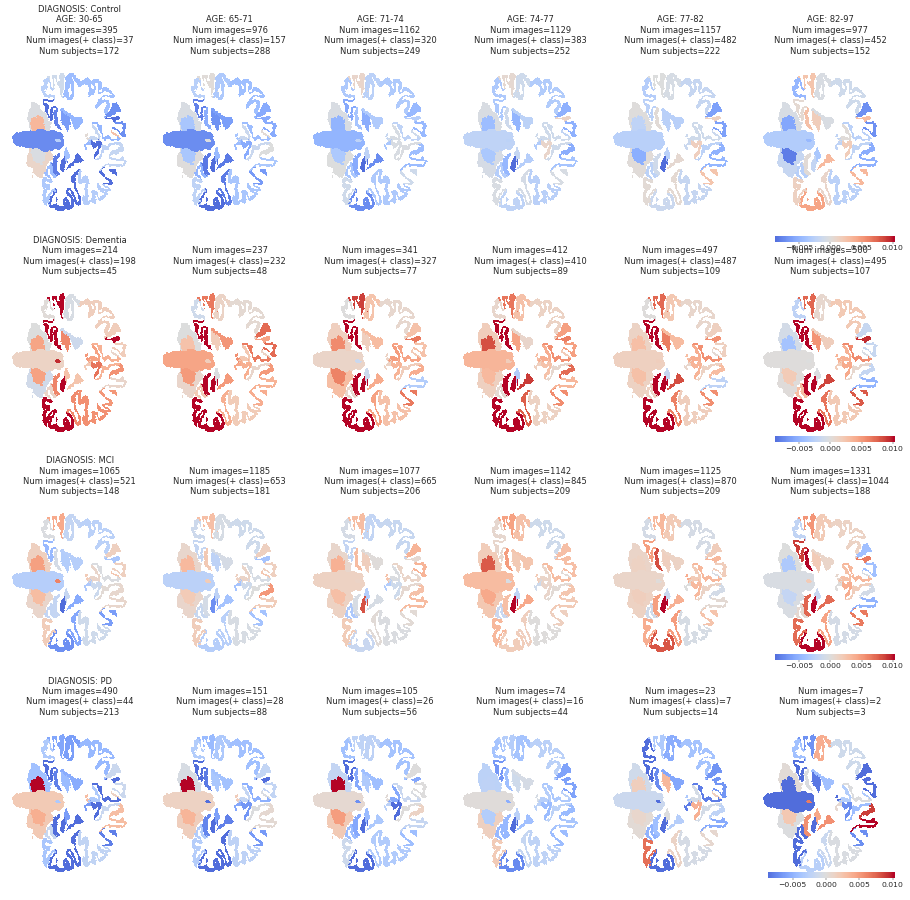 DIAGNOSIS: Control
AGE: 30-65
Num images=395
Num images(+ class)=37
Num subjects=172
AGE: 65-71
Num images=976
Num images(+ class)=157
Num subjects=288
AGE: 71-74
Num images=1162
Num images(+ class)=320
Num subjects=249
AGE: 74-77
Num images=1129
Num images(+ class)=383
Num subjects=252
AGE: 77-82
Num images=1157
Num images(+ class)=482
Num subjects=222
AGE: 82-97
Num images=977
Num images(+ class)=452
Num subjects=152
−0.005 0.000 0.005 0.010
DIAGNOSIS: Dementia
Num images=214
Num images(+ class)=198
Num subjects=45
Num images=237
Num images(+ class)=232
Num subjects=48
Num images=341
Num images(+ class)=327
Num subjects=77
Num images=412
Num images(+ class)=410
Num subjects=89
Num images=497
Num images(+ class)=487
Num subjects=109
Num images=500
Num images(+ class)=495
Num subjects=107
−0.005 0.000 0.005 0.010
DIAGNOSIS: MCI
Num images=1065
Num images(+ class)=521
Num subjects=148
Num images=1185
Num images(+ class)=653
Num subjects=181
Num images=1077
Num images(+ class)=665
Num subjects=206
Num images=1142
Num images(+ class)=845
Num subjects=209
Num images=1125
Num images(+ class)=870
Num subjects=209
Num images=1331
Num images(+ class)=1044
Num subjects=188
−0.005 0.000 0.005 0.010
DIAGNOSIS: PD
Num images=490
Num images(+ class)=44
Num subjects=213
Num images=151
Num images(+ class)=28
Num subjects=88
Num images=105
Num images(+ class)=26
Num subjects=56
Num images=74
Num images(+ class)=16
Num subjects=44
Num images=23
Num images(+ class)=7
Num subjects=14
Num images=7
Num images(+ class)=2
Num subjects=3
−0.005 0.000 0.005 0.010